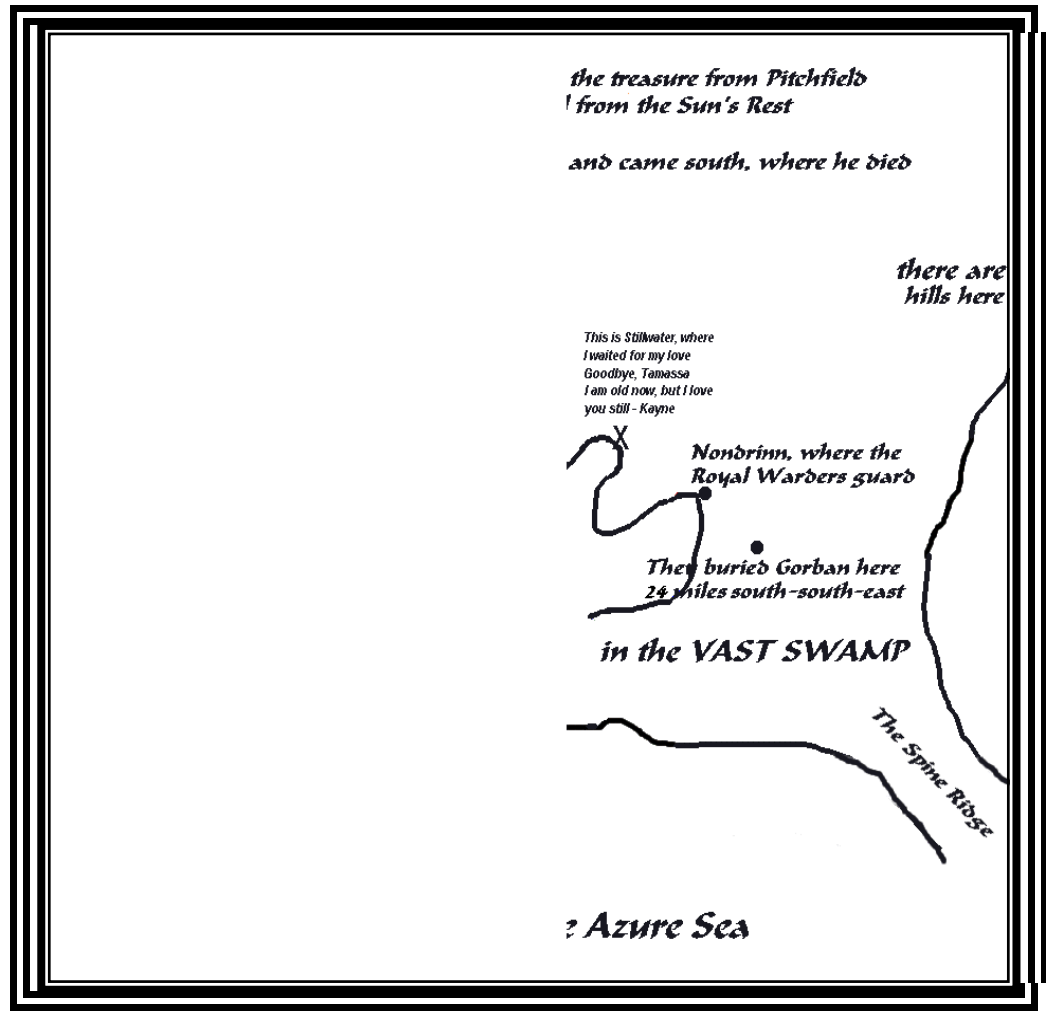 the treasure from Pitchfield
from the Sun's Rest
and came south, where he died
there are
hills here
This is Stillwater, where
I waited for my love
Goodbye, Tamassa
I am old now, but I love
you still - Kayne
X
Nondrinn, where the
Royal Warders guard
They buried Gorban here
24 miles south-south-east
in the VAST SWAMP
The Spine Ridge
e Azure Sea